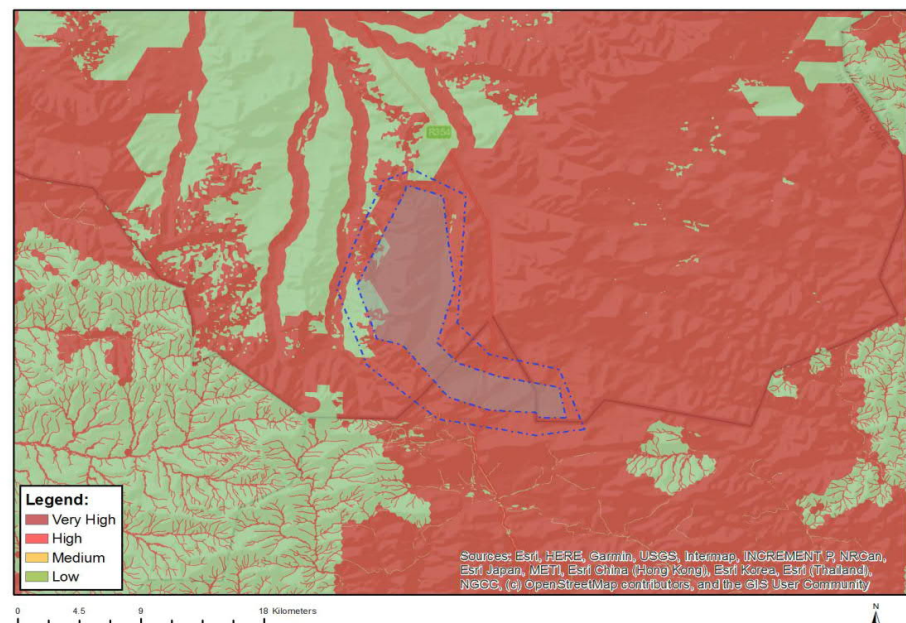 R354
Legend:
Very High
High
Medium
Low
Sources: Esri, HERE, Garmin, USGS, Intermap, INCREMENT P, NRCan,
Esri Japan, METI, Esri China (Hong Kong), Esri Korea, Esri (Thailand),
NGCC, (c) OpenStreetMap contributors, and the GIS User Community
0 4.5 9 18 Kilometers
N